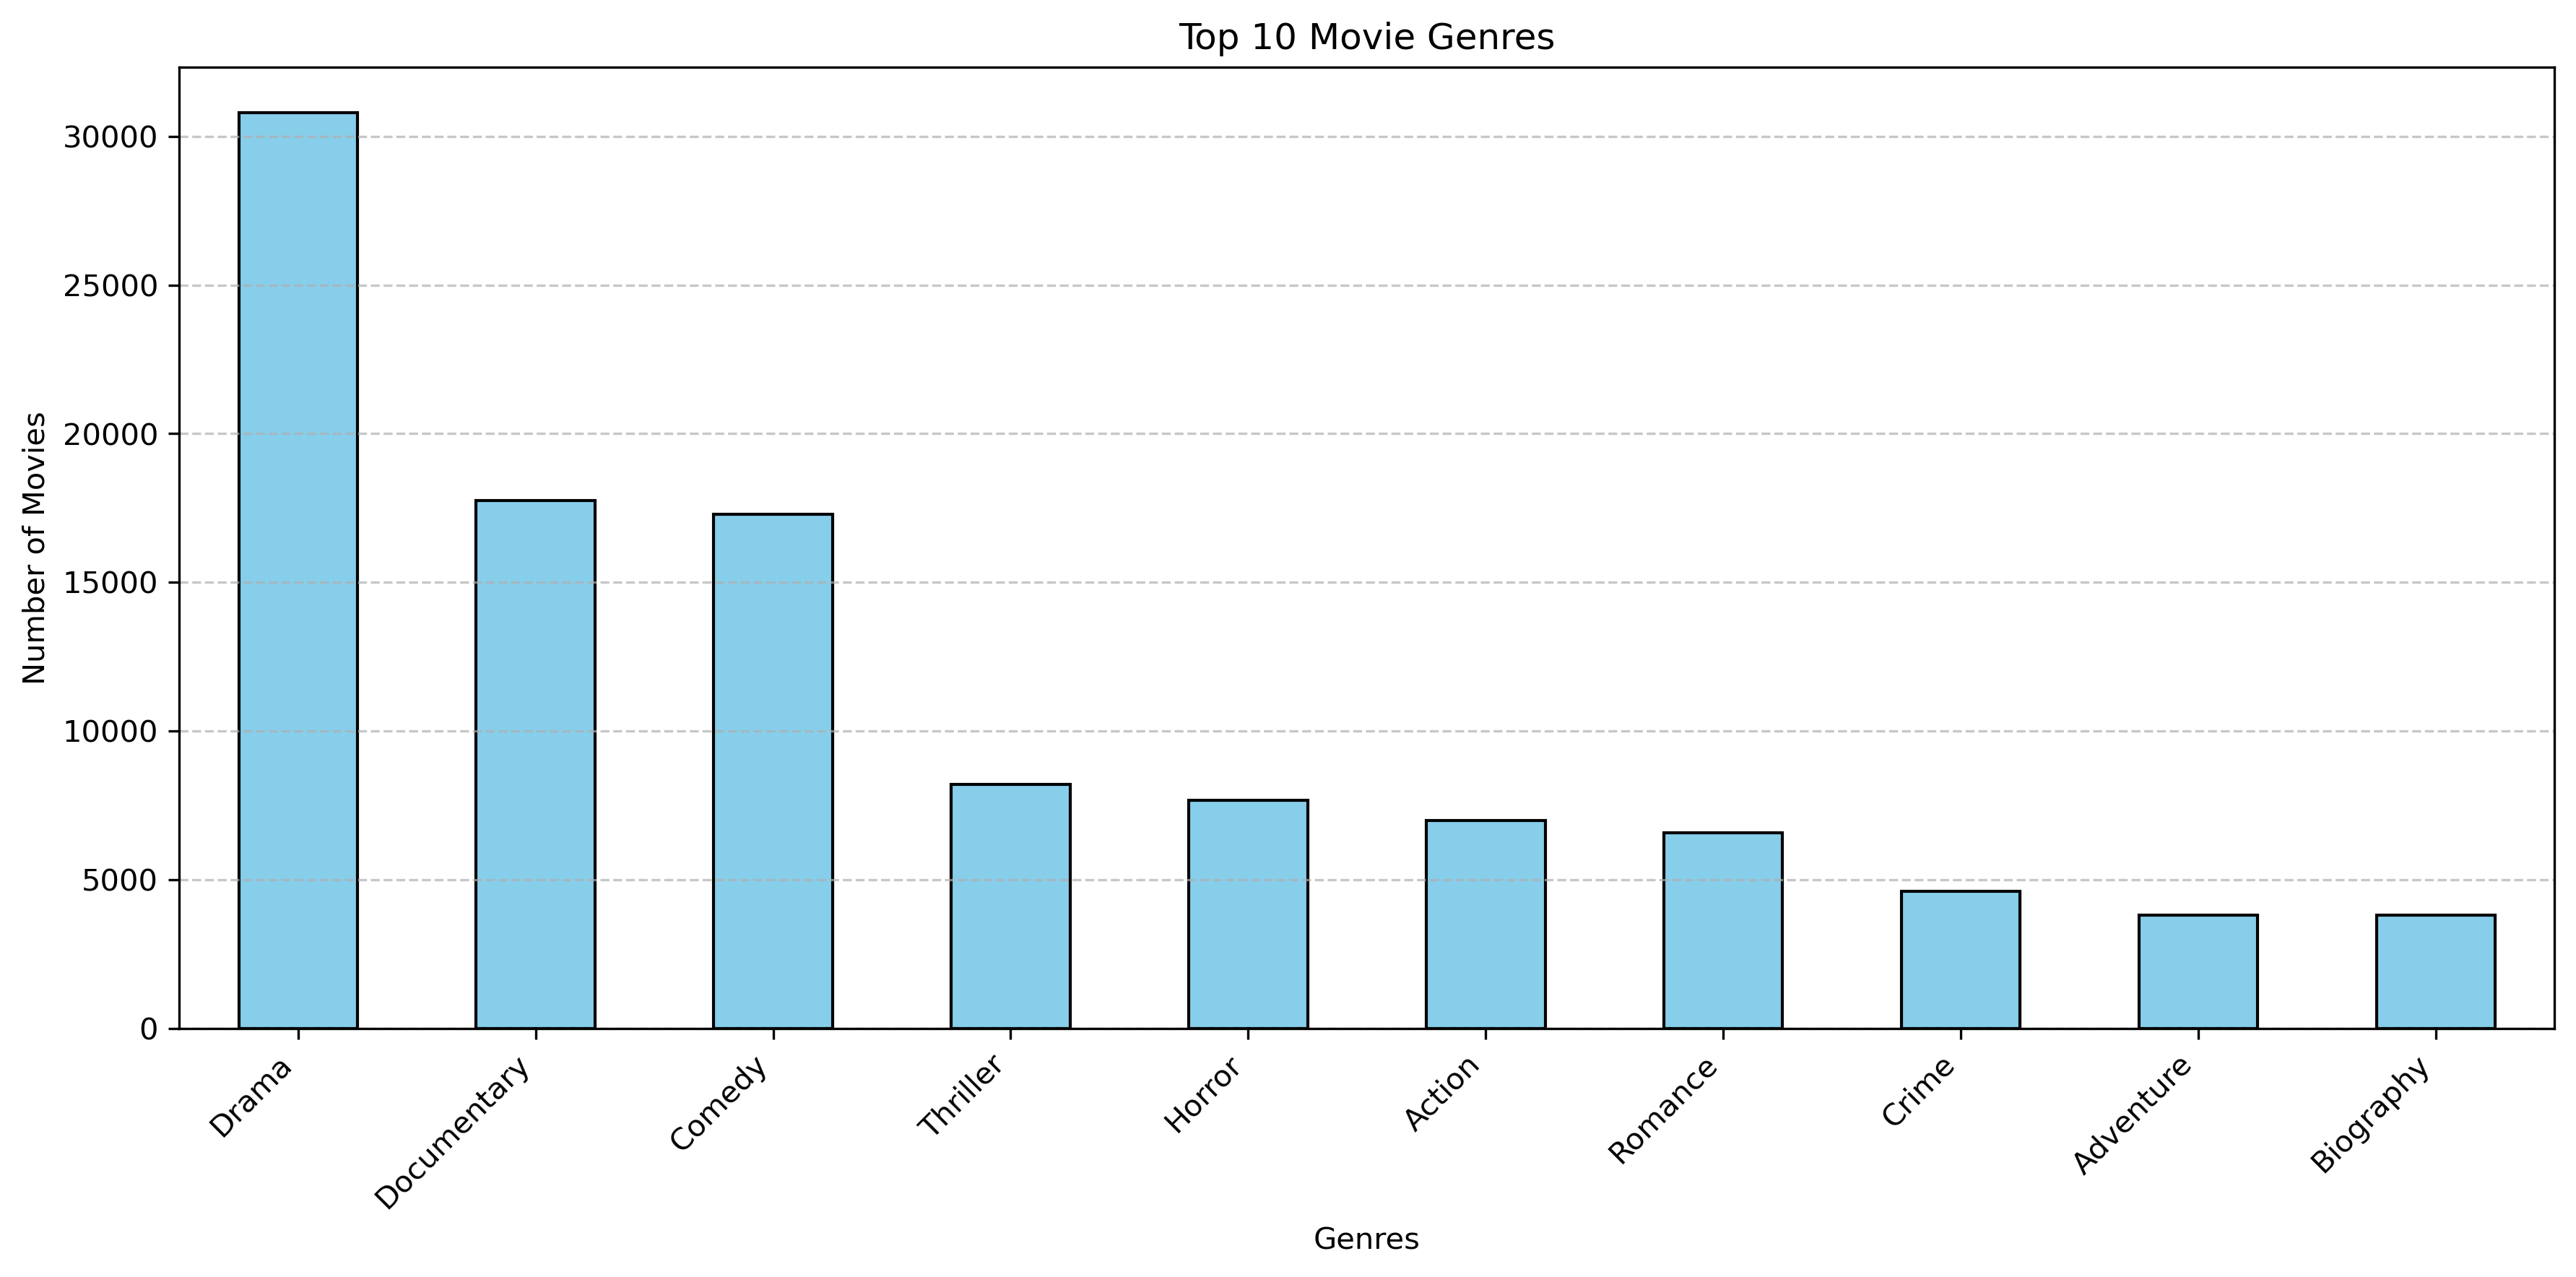 Top 10 Movie Genres
Number of Movies
30000
25000
20000
15000
10000
5000
0
Drama
Documentary
Comedy
Thriller
Horror
Action
Romance
Crime
Adventure
Biography
Genres